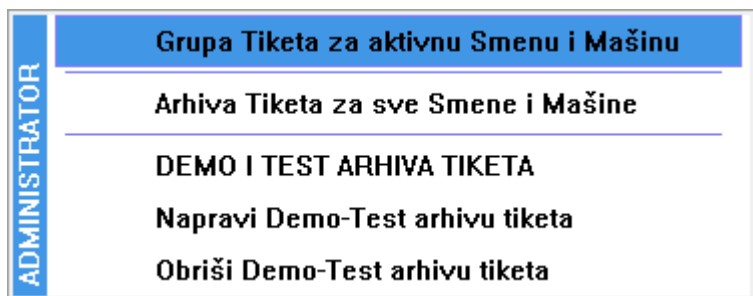 ADMINISTRATOR
Grupa Tiketa za aktivnu Smenu i Mašinu
Arhiva Tiketa za sve Smene i Mašine
DEMO I TEST ARHIVA TIKETA
Napravi Demo-Test arhivu tiketa
Obriši Demo-Test arhivu tiketa